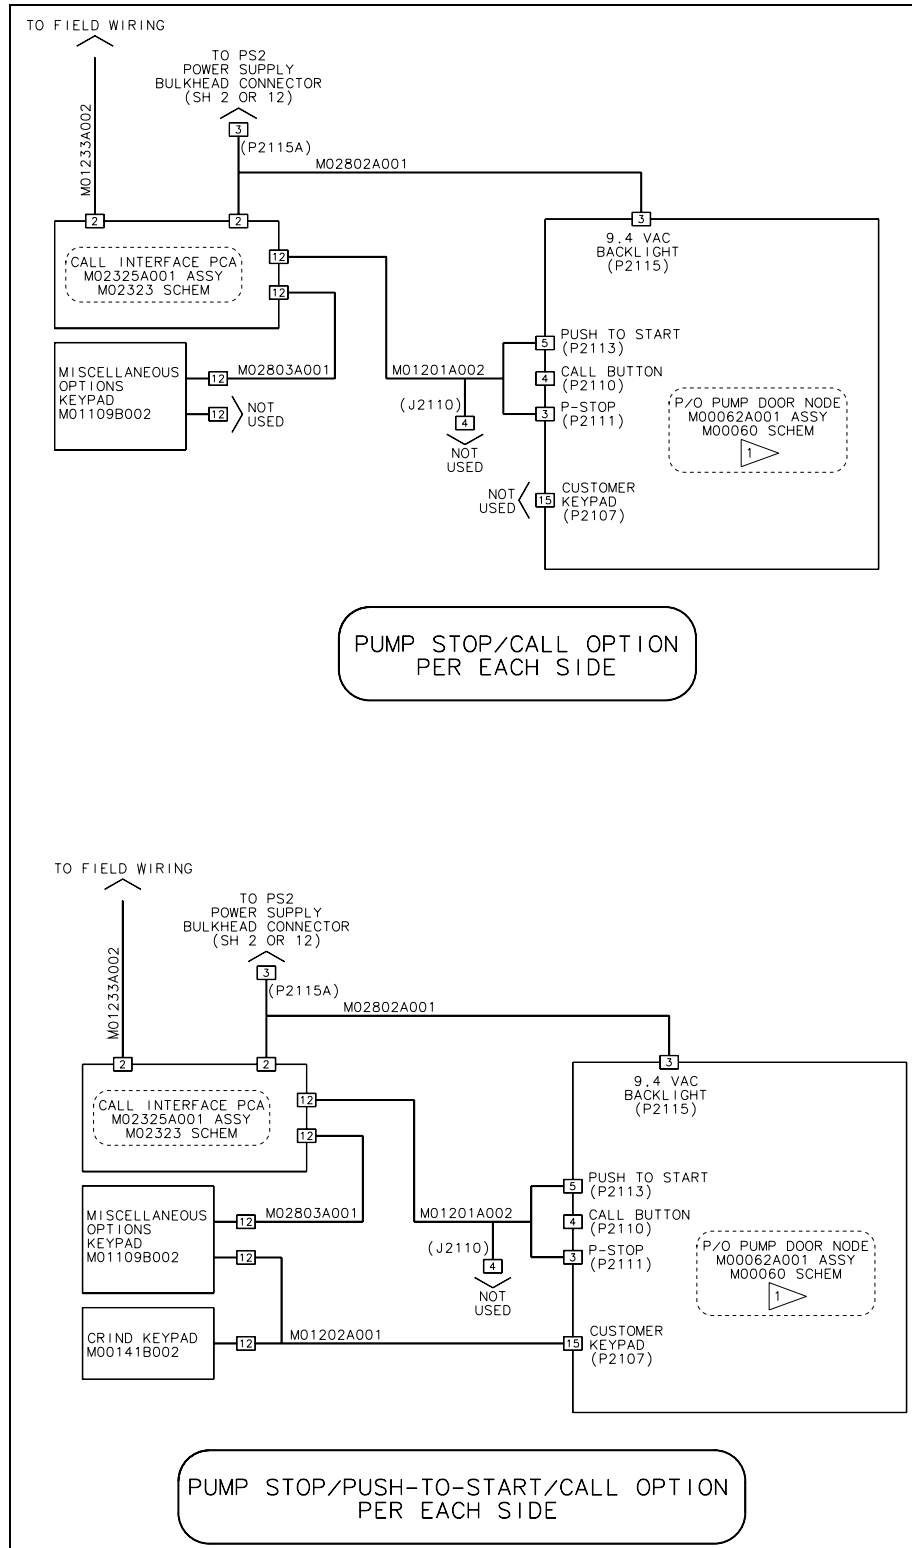 TO FIELD WIRING
TO PS2
POWER SUPPLY
BULKHEAD CONNECTOR
(SH 2 OR 12)
3
(P2115A)
M01233A002
M02802A001
2
2
3
9.4 VAC
BACKLIGHT
(P2115)
CALL INTERFACE PCA
M02325A001 ASSY
M02323 SCHEM
12
12
MISCELLANEOUS
OPTIONS
KEYPAD
M01109B002
12
M02803A001
12
NOT
USED
M01201A002
(J2110)
4
NOT
USED
5
PUSH TO START
(P2113)
4
CALL BUTTON
(P2110)
3
P-STOP
(P2111)
P/O PUMP DOOR NODE
M00062A001 ASSY
M00060 SCHEM
1
NOT
USED
15
CUSTOMER
KEYPAD
(P2107)
PUMP STOP/CALL OPTION
PER EACH SIDE
TO FIELD WIRING
TO PS2
POWER SUPPLY
BULKHEAD CONNECTOR
(SH 2 OR 12)
3
(P2115A)
M01233A002
M02802A001
2
2
3
9.4 VAC
BACKLIGHT
(P2115)
CALL INTERFACE PCA
M02325A001 ASSY
M02323 SCHEM
12
12
MISCELLANEOUS
OPTIONS
KEYPAD
M01109B002
12
M02803A001
12
M01201A002
(J2110)
4
NOT
USED
5
PUSH TO START
(P2113)
4
CALL BUTTON
(P2110)
3
P-STOP
(P2111)
P/O PUMP DOOR NODE
M00062A001 ASSY
M00060 SCHEM
1
CRIND KEYPAD
M00141B002
12
M01202A001
15
CUSTOMER
KEYPAD
(P2107)
PUMP STOP/PUSH-TO-START/CALL OPTION
PER EACH SIDE